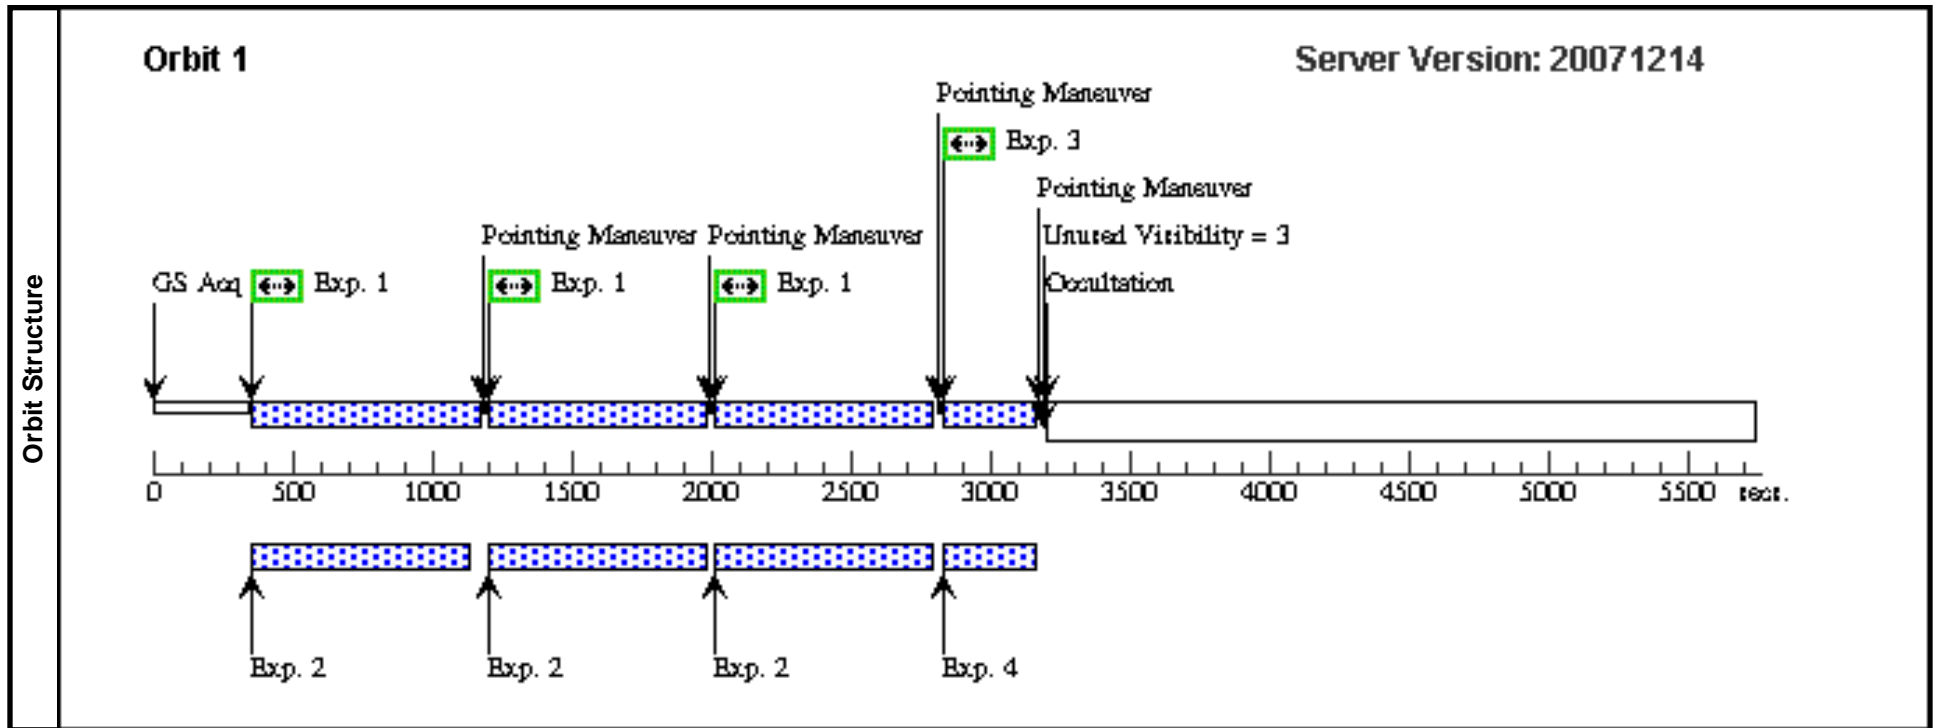 Orbit Structure
Orbit 1
Server Version: 20071214
Pointing Maneuver
Exp. 3
Pointing Maneuver
Pointing Maneuver Pointing Maneuver Unused Visibility = 3
GS Acq Exp. 1 Exp. 1 Exp. 1 Occultation
0 500 1000 1500 2000 2500 3000 3500 4000 4500 5000 5500 secs.
Exp. 2 Exp. 2 Exp. 2 Exp. 4